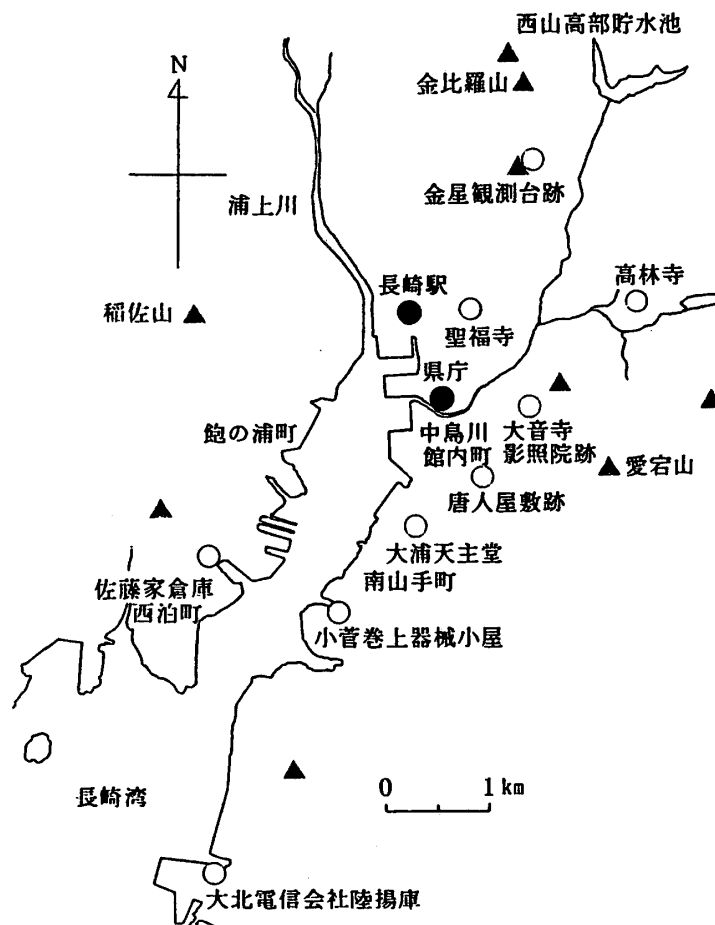 西山高部貯水池
N
金比羅山
金星観測台跡
浦上川
高林寺
長崎駅
稲佐山
聖福寺
県庁
飽の浦町
中島川
大音寺
館内町
影照院跡
愛宕山
唐人屋敷跡
大浦天主堂
佐藤家倉庫
南山手町
西泊町
小菅巻上器械小屋
0 1 km
長崎湾
大北電信会社陸揚庫